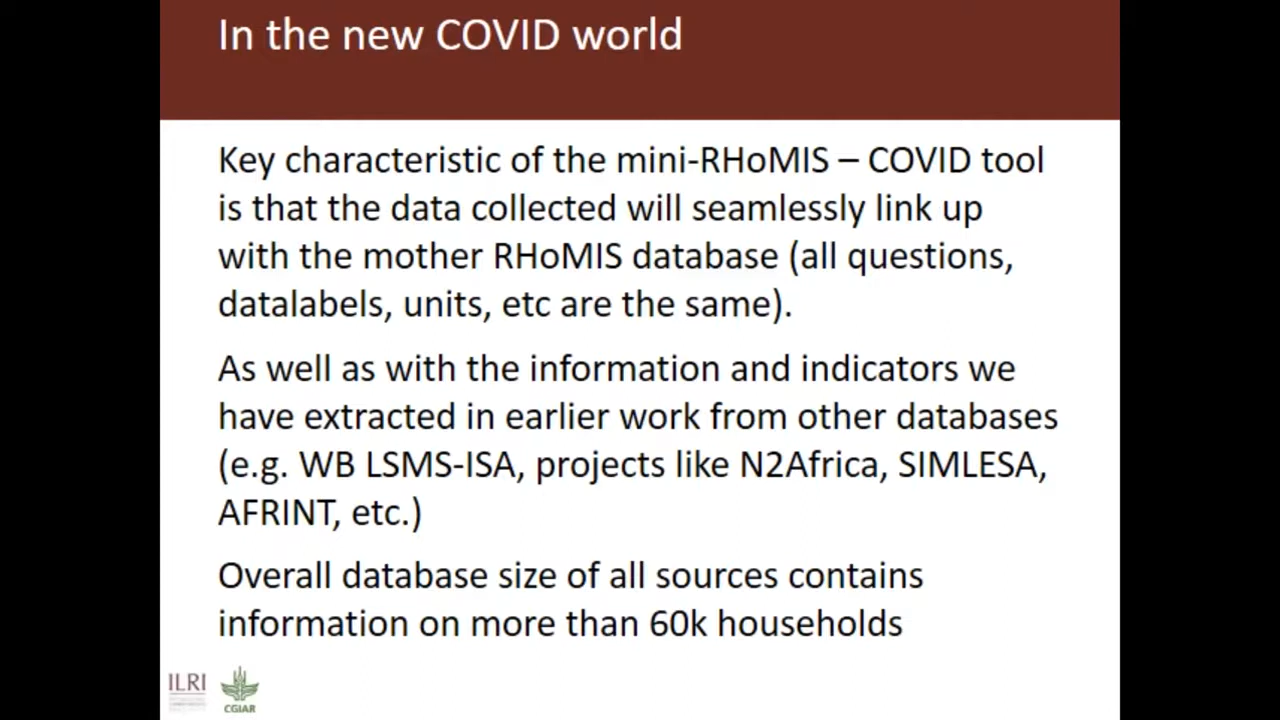 In the new COVID world
Key characteristic of the mini-RHoMIS – COVID tool
is that the data collected will seamlessly link up
with the mother RHoMIS database (all questions,
datalabels, units, etc are the same).
As well as with the information and indicators we
have extracted in earlier work from other databases
(e.g. WB LSMS-ISA, projects like N2Africa, SIMLESA,
AFRINT, etc.)
Overall database size of all sources contains
information on more than 60k households
ILRI
CGIAR